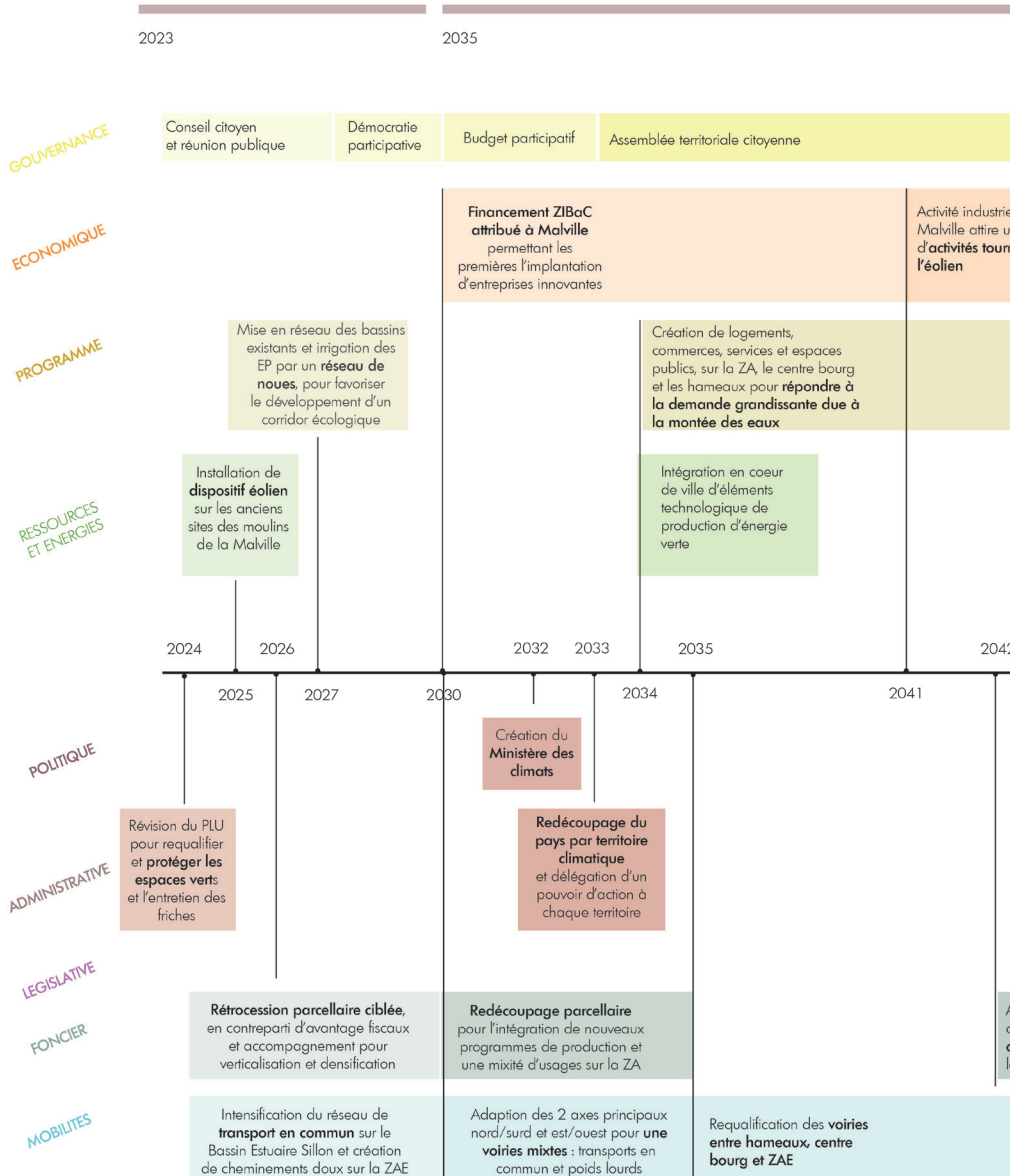 2023
2035
GOUVERNANCE
Conseil citoyen
et réunion publique
Démocratie
participative
Budget participatif
Assemblée territoriale citoyenne
ECONOMIQUE
Financement ZIBaC
attribué à Malville
permettant les
premières l'implantation
d'entreprises innovantes
Activité industrie
Malville attire u
d'activités tourn
l'éolien
PROGRAMME
Mise en réseau des bassins
existants et irrigation des
EP par un réseau de
noues, pour favoriser
le développement d'un
corridor écologique
Création de logements,
commerces, services et espaces
publics, sur la ZA, le centre bourg
et les hameaux pour répondre à
la demande grandissante due à
la montée des eaux
RESSOURCES
ET ENERGIES
Installation de
dispositif éolien
sur les anciens
sites des moulins
de la Malville
Intégration en coeur
de ville d'éléments
technologique de
production d'énergie
verte
2024
2026
2032
2033
2035
2042
2025
2027
2030
2034
2041
POLITIQUE
Création du
Ministère des
climats
ADMINISTRATIVE
Révision du PLU
pour requalifier
et protéger les
espaces verts
et l'entretien des
friches
Redécoupage du
pays par territoire
climatique
et délégation d'un
pouvoir d'action à
chaque territoire
LEGISLATIVE
FONCIER
Rétrocession parcellaire ciblée,
en contreparti d'avantage fiscaux
et accompagnement pour
verticalisation et densification
Redécoupage parcellaire
pour l'intégration de nouveaux
programmes de production et
une mixité d'usages sur la ZA
MOBILITES
Intensification du réseau de
transport en commun sur le
Bassin Estuaire Sillon et création
de cheminements doux sur la ZAE
Adaption des 2 axes principaux
nord/surd et est/ouest pour une
voiries mixtes : transports en
commun et poids lourds
Requalification des voiries
entre hameaux, centre
bourg et ZAE